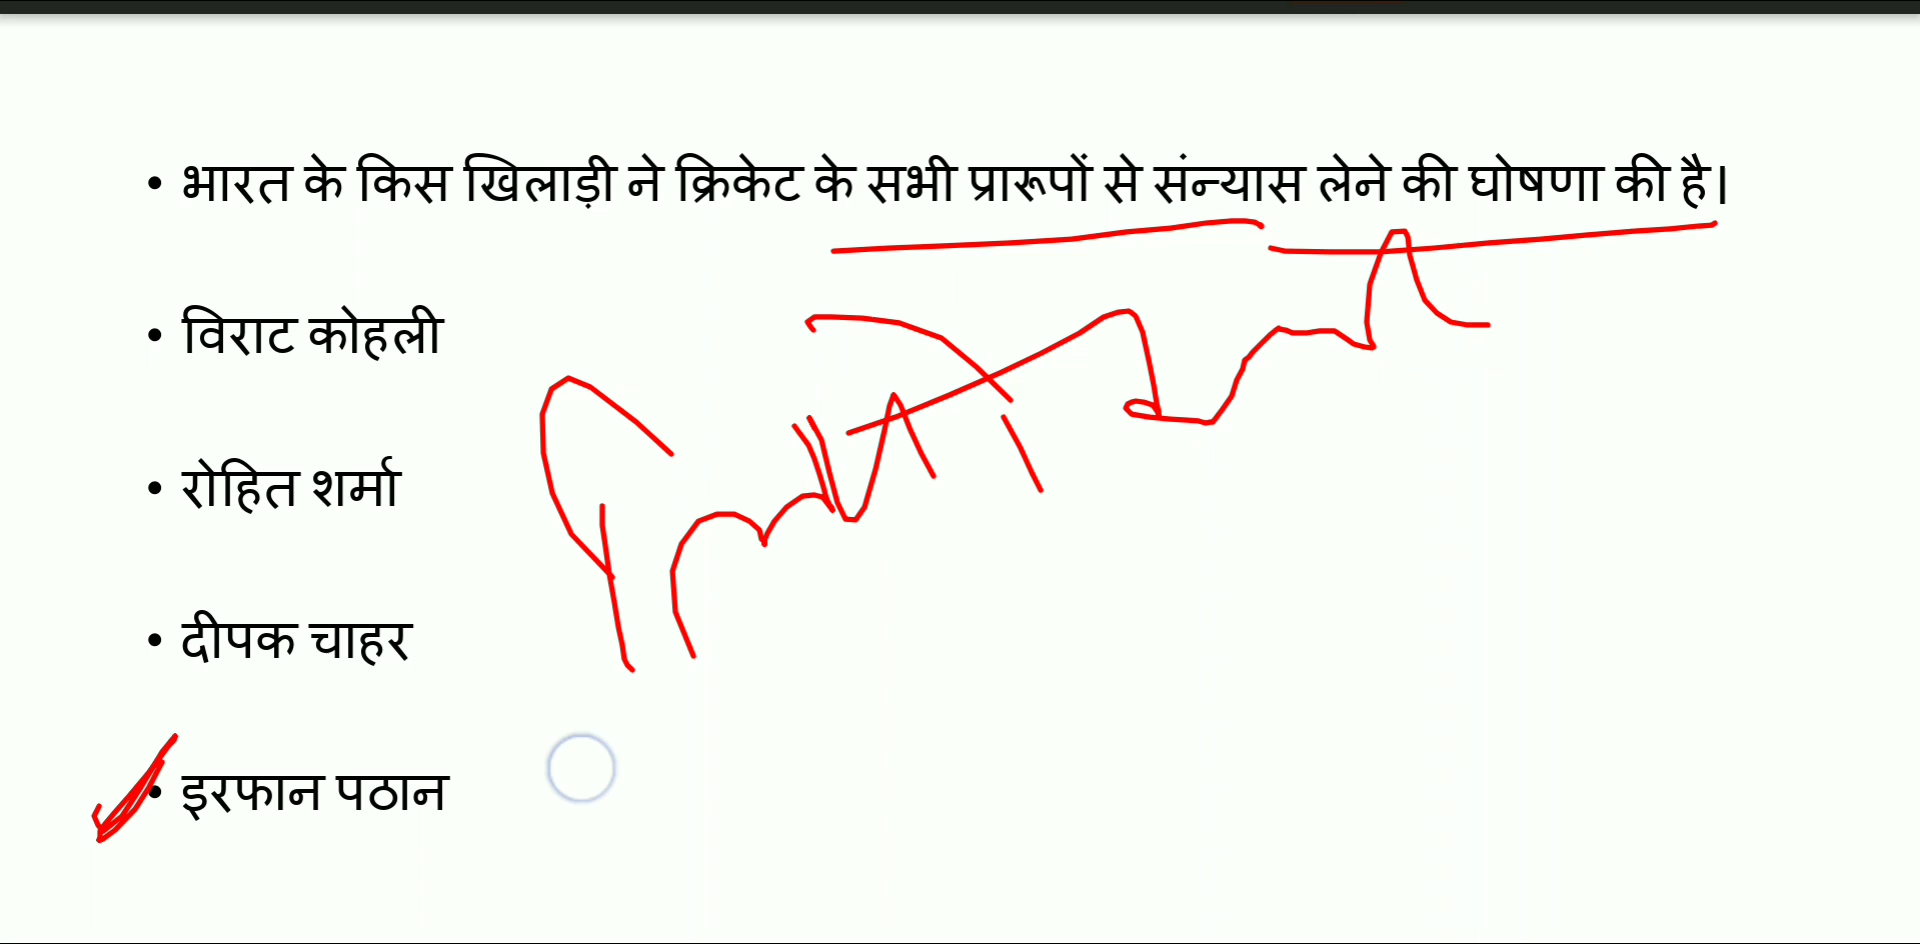 • भारत के किस खिलाड़ी ने क्रिकेट के सभी प्रारूपों से संन्यास लेने की घोषणा की है।
• विराट कोहली
• रोहित शर्मा
• दीपक चाहर
• इरफान पठान